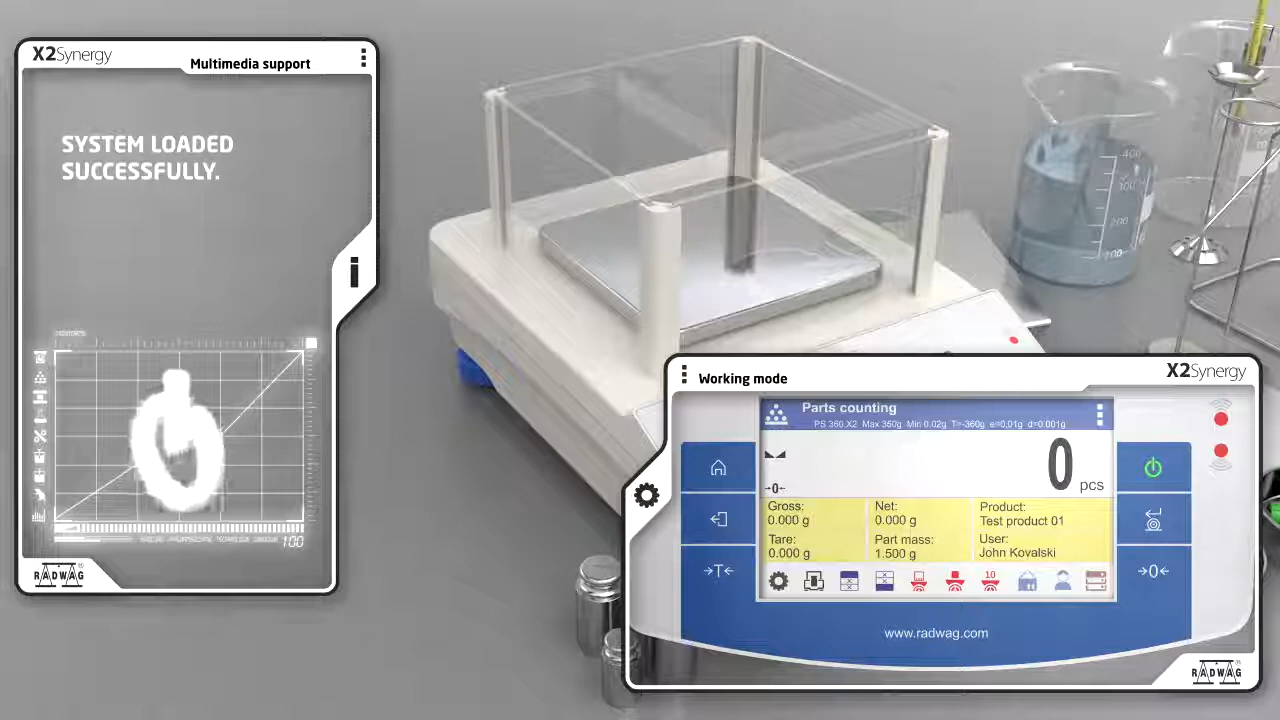 X2Synergy
Multimedia support
SYSTEM LOADED
SUCCESSFULLY.
i
100
RADWAG®
400
300
200
100
Working mode
X2Synergy
Parts counting
PS 360.X2 Max 350g Min 0.02g T=-360g e=0,01g d=0.001g
0 pcs
→0←
Gross:
0.000 g
Net:
0.000 g
Product:
Test product 01
Tare:
0.000 g
Part mass:
1.500 g
User:
John Kovalski
10
→T←
→0←
www.radwag.com
RADWAG®